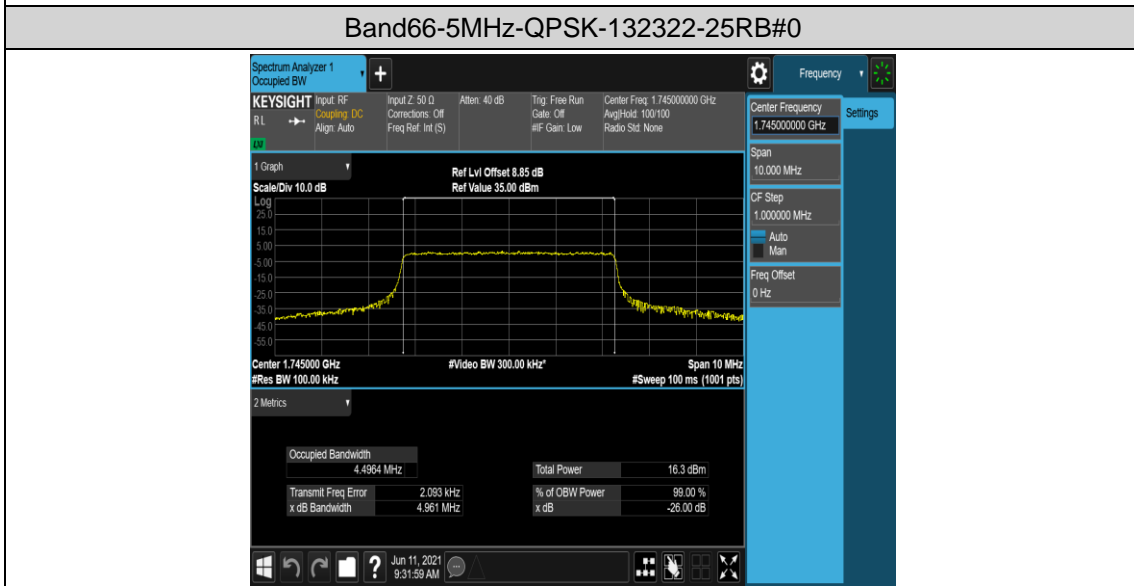 Band66-5MHz-QPSK-132322-25RB#0
Spectrum Analyzer 1
Occupied BW
Frequency
KEYSIGHT
RL
LXI
Input: RF
Coupling: DC
Align: Auto
Input Z: 50 Ω
Corrections: Off
Freq Ref: Int (S)
Atten: 40 dB
Trig: Free Run
Gate: Off
#IF Gain: Low
Center Freq: 1.745000000 GHz
Avg|Hold: 100/100
Radio Std: None
Center Frequency
1.745000000 GHz
Settings
Span
10.000 MHz
CF Step
1.000000 MHz
Auto
Man
Freq Offset
0 Hz
1 Graph
Scale/Div 10.0 dB
Ref Lvl Offset 8.85 dB
Ref Value 35.00 dBm
Log
25.0
15.0
5.00
-5.00
-15.0
-25.0
-35.0
-45.0
-55.0
Center 1.745000 GHz
#Video BW 300.00 kHz*
Span 10 MHz
#Res BW 100.00 kHz
#Sweep 100 ms (1001 pts)
2 Metrics
Occupied Bandwidth
4.4964 MHz
Total Power 16.3 dBm
Transmit Freq Error 2.093 kHz
% of OBW Power 99.00 %
x dB Bandwidth 4.961 MHz
x dB -26.00 dB
?
Jun 11, 2021
9:31:59 AM